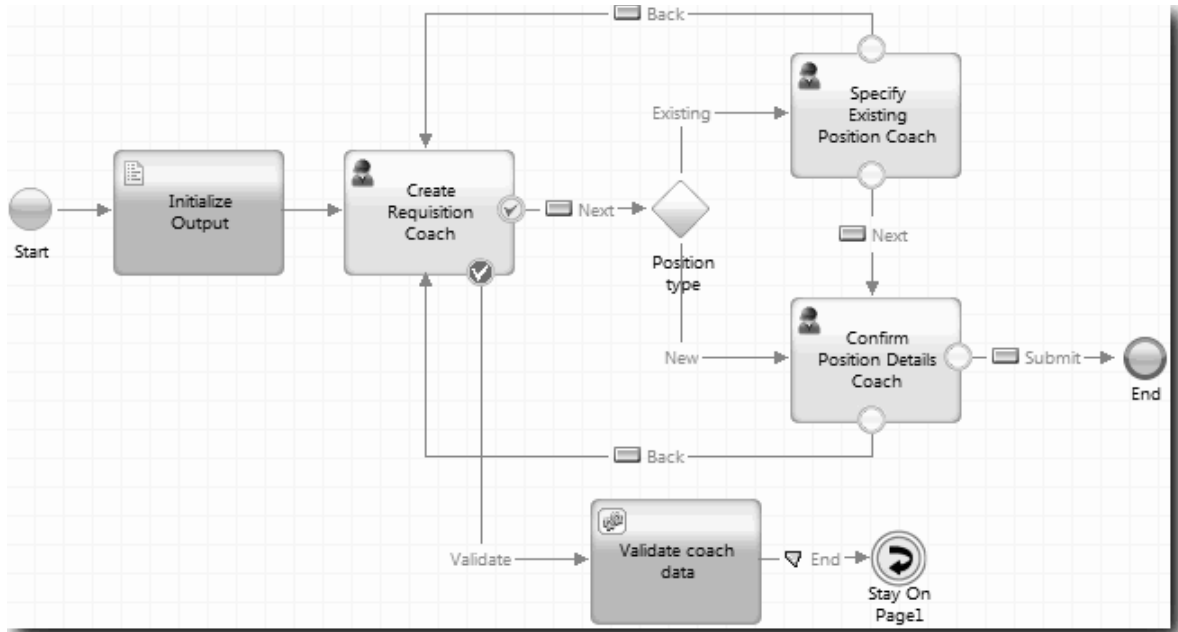 Back
Specify
Existing
Position Coach
Existing
Initialize
Output
Create
Requisition
Coach
Next
Start
Next
Position
type
Confirm
Position Details
Coach
New
Submit
End
Back
Validate
Validate coach
data
End
Stay On
Page1